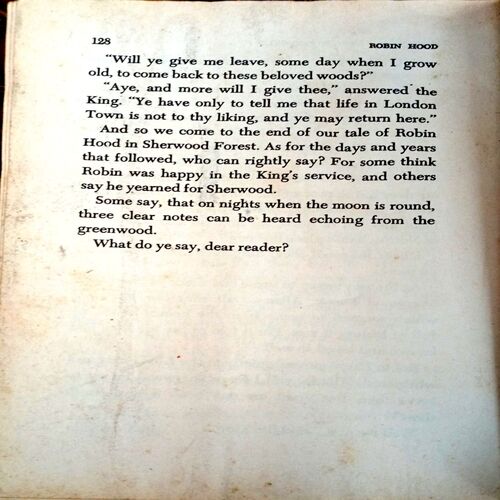 128
ROBIN HOOD
"Will ye give me leave, some day when I grow
old, to come back to these beloved woods?"
"Aye, and more will I give thee," answered the
King. "Ye have only to tell me that life in London
Town is not to thy liking, and ye may return here."
And so we come to the end of our tale of Robin
Hood in Sherwood Forest. As for the days and years
that followed, who can rightly say? For some think
Robin was happy in the King's service, and others
say he yearned for Sherwood.
Some say, that on nights when the moon is round,
three clear notes can be heard echoing from the
greenwood.
What do ye say, dear reader?